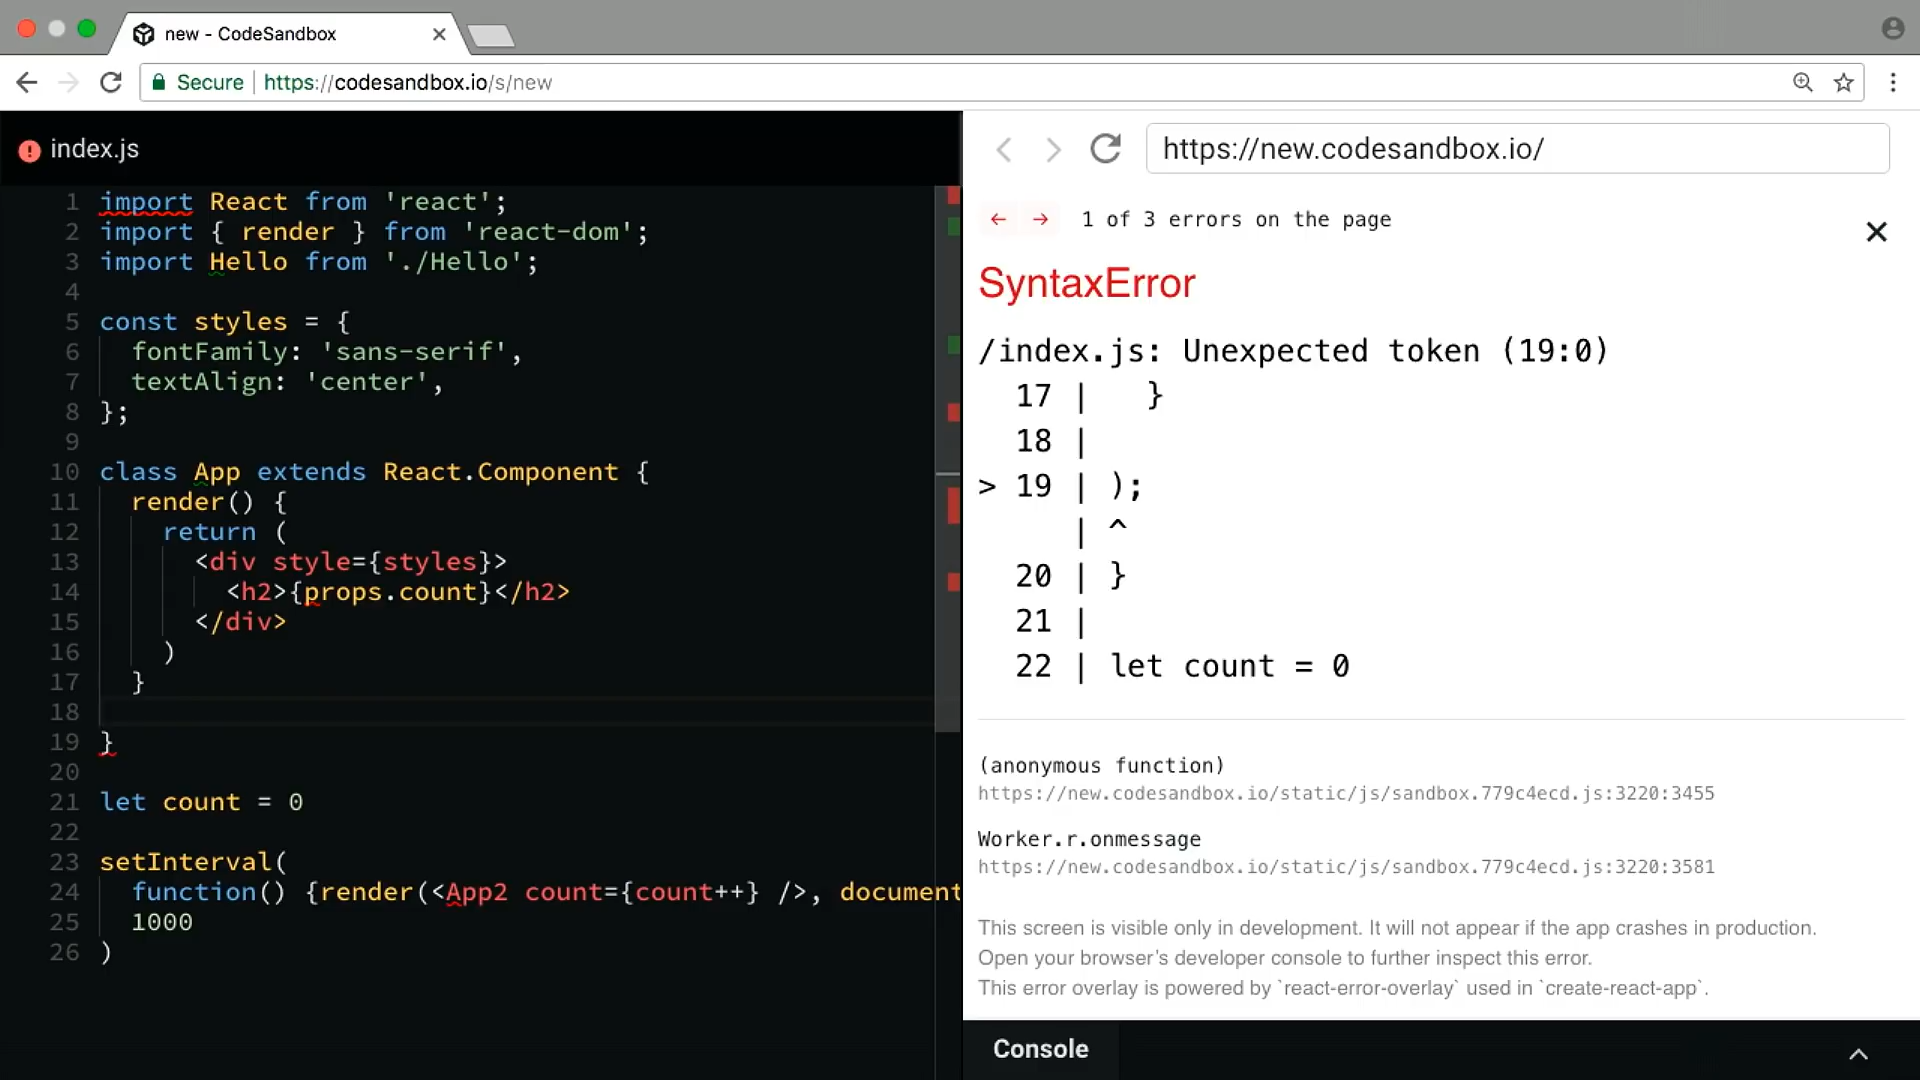 new - CodeSandbox
Secure https://codesandbox.io/s/new
index.js
1 import React from 'react';
2 import { render } from 'react-dom';
3 import Hello from './Hello';
4
5 const styles = {
6 fontFamily: 'sans-serif',
7 textAlign: 'center',
8 };
9
10 class App extends React.Component {
11 render() {
12 return (
13 <div style={styles}>
14 <h2>{props.count}</h2>
15 </div>
16 )
17 }
18
19 }
20
21 let count = 0
22
23 setInterval(
24 function() {render(<App2 count={count++} />, document
25 1000
26 )
https://new.codesandbox.io/
← → 1 of 3 errors on the page
SyntaxError
/index.js: Unexpected token (19:0)
17 | }
18 |
> 19 | );
| ^
20 | }
21 |
22 | let count = 0
(anonymous function)
https://new.codesandbox.io/static/js/sandbox.779c4ecd.js:3220:3455
Worker.r.onmessage
https://new.codesandbox.io/static/js/sandbox.779c4ecd.js:3220:3581
This screen is visible only in development. It will not appear if the app crashes in production.
Open your browser's developer console to further inspect this error.
This error overlay is powered by `react-error-overlay` used in `create-react-app`.
Console